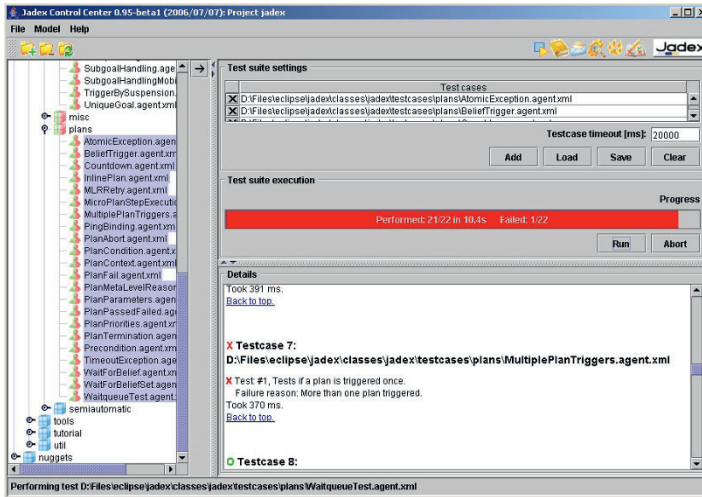 Jadex Control Center 0.95-beta1 (2006/07/07): Project jadex
File Model Help
Jadex
SubgoalHandling.age
SubgoalHandlingMobi
TriggerBySuspension.
UniqueGoal.agent.xml
misc
plans
AtomicException.agen
BeliefTrigger.agent.xm
Countdown.agent.xml
InlinePlan.agent.xml
MLRRetry.agent.xml
MicroPlanStepExecuti
MultiplePlanTriggers.a
PingBinding.agent.xm
PlanAbort.agent.xml
PlanCondition.agent.x
PlanContext.agent.xml
PlanFail.agent.xml
PlanMetaLevelReason
PlanParameters.agen
PlanPassedFailed.age
PlanPriorities.agent.xm
PlanTermination.agen
Precondition.agent.xml
TimeoutException.age
WaitForBelief.agent.xm
WaitForBeliefSet.agen
WaitqueueTest.agent.x
semiautomatic
tools
tutorial
util
nuggets
Test suite settings
Test cases
D:\Files\eclipse\jadex\classes\jadex\testcases\plans\AtomicException.agent.xml
D:\Files\eclipse\jadex\classes\jadex\testcases\plans\BeliefTrigger.agent.xml
Testcase timeout [ms]: 20000
Add Load Save Clear
Test suite execution
Progress
Performed: 21/22 in 10.4s Failed: 1/22
Run Abort
Details
Took 391 ms.
Back to top.
X Testcase 7:
D:\Files\eclipse\jadex\classes\jadex\testcases\plans\MultiplePlanTriggers.agent.xml
X Test #1, Tests if a plan is triggered once.
Failure reason: More than one plan triggered.
Took 370 ms.
Back to top.
O Testcase 8:
Performing test D:\Files\eclipse\jadex\classes\jadex\testcases\plans\WaitqueueTest.agent.xml